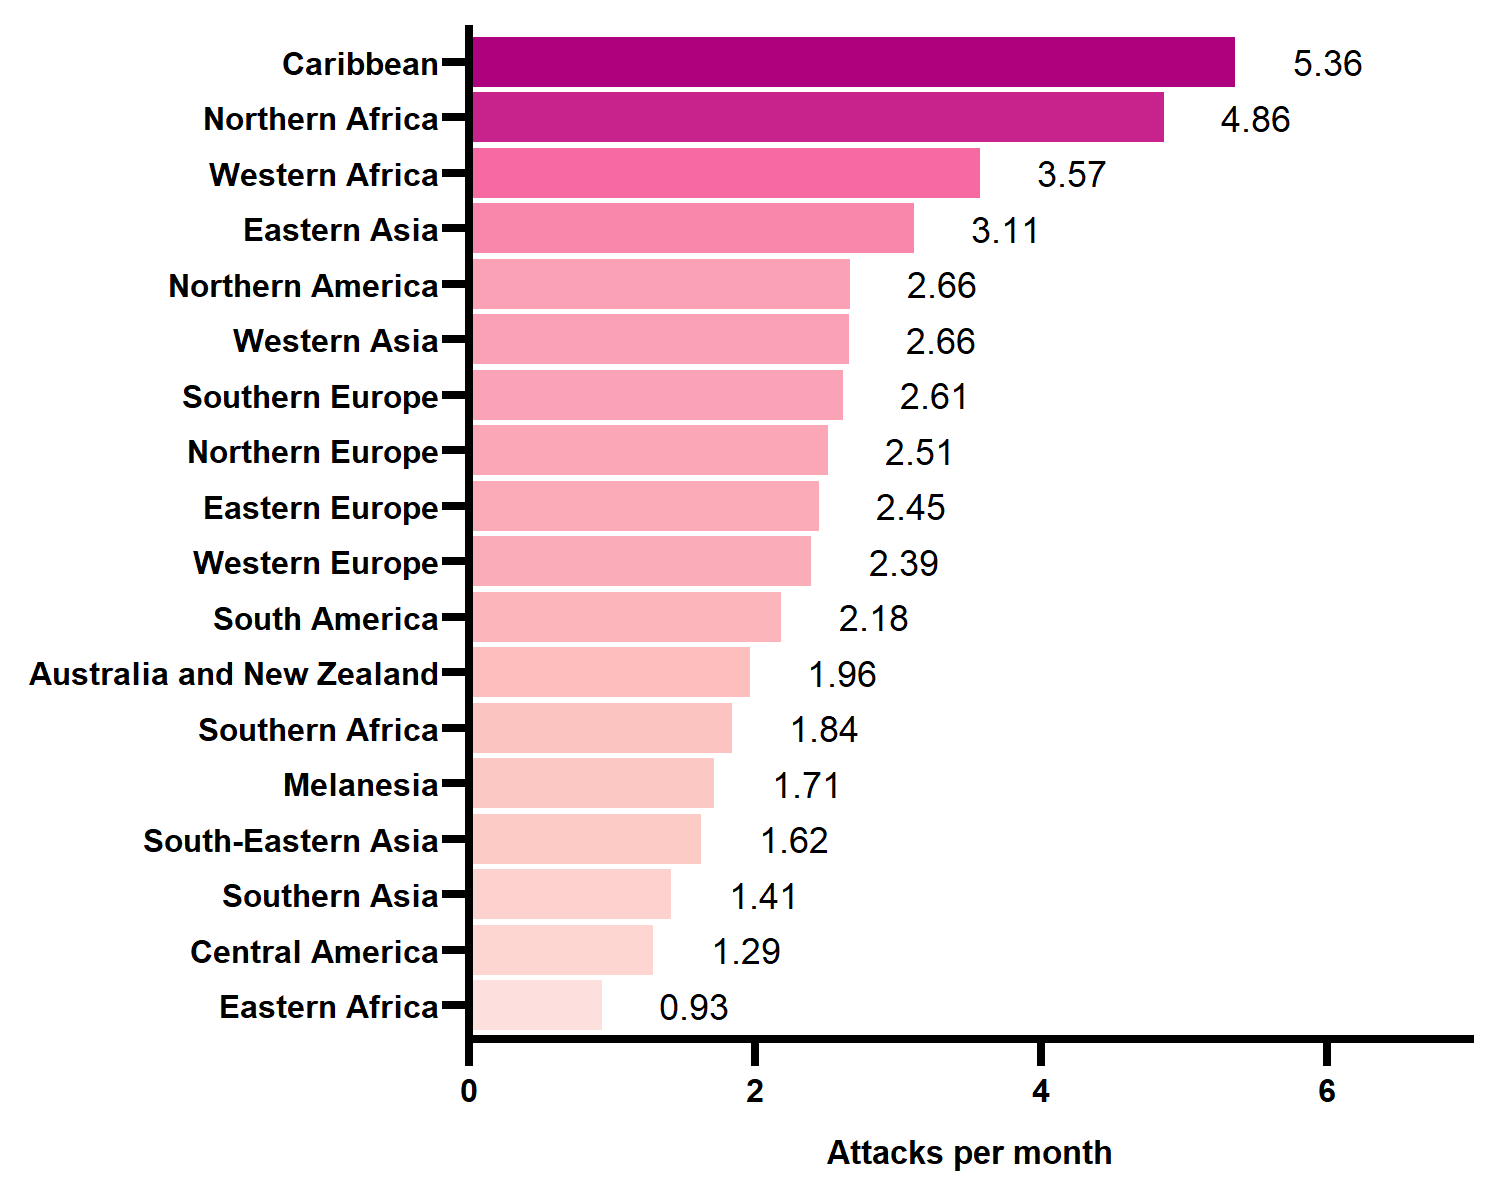 Caribbean 5.36
Northern Africa 4.86
Western Africa 3.57
Eastern Asia 3.11
Northern America 2.66
Western Asia 2.66
Southern Europe 2.61
Northern Europe 2.51
Eastern Europe 2.45
Western Europe 2.39
South America 2.18
Australia and New Zealand 1.96
Southern Africa 1.84
Melanesia 1.71
South-Eastern Asia 1.62
Southern Asia 1.41
Central America 1.29
Eastern Africa 0.93
0 2 4 6
Attacks per month